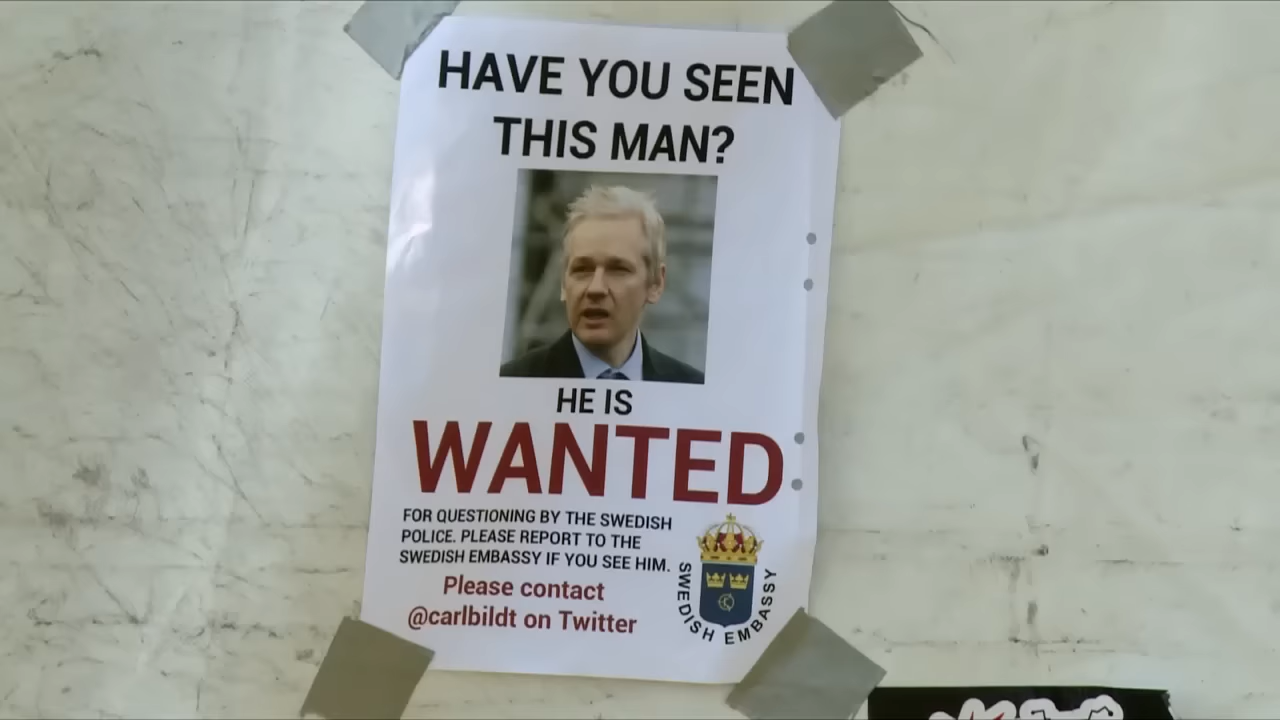 HAVE YOU SEEN
THIS MAN?
HE IS
WANTED
FOR QUESTIONING BY THE SWEDISH
POLICE. PLEASE REPORT TO THE
SWEDISH EMBASSY IF YOU SEE HIM.
Please contact
@carlbildt on Twitter
SWEDISH EMBASSY